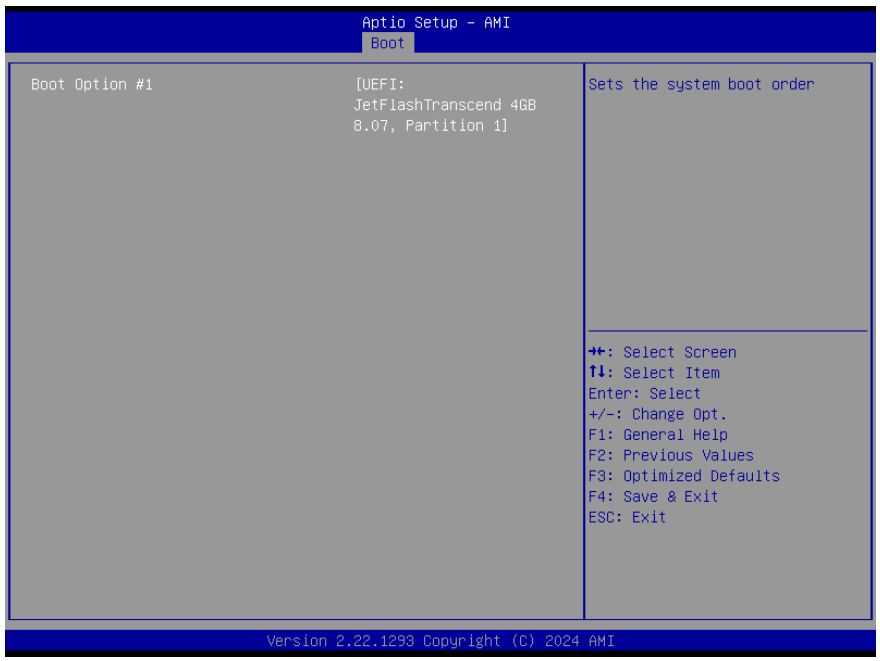 Aptio Setup – AMI
Boot
Boot Option #1
[UEFI:
JetFlashTranscend 4GB
8.07, Partition 1]
Sets the system boot order
→←: Select Screen
↑↓: Select Item
Enter: Select
+/-: Change Opt.
F1: General Help
F2: Previous Values
F3: Optimized Defaults
F4: Save & Exit
ESC: Exit
Version 2.22.1293 Copyright (C) 2024 AMI